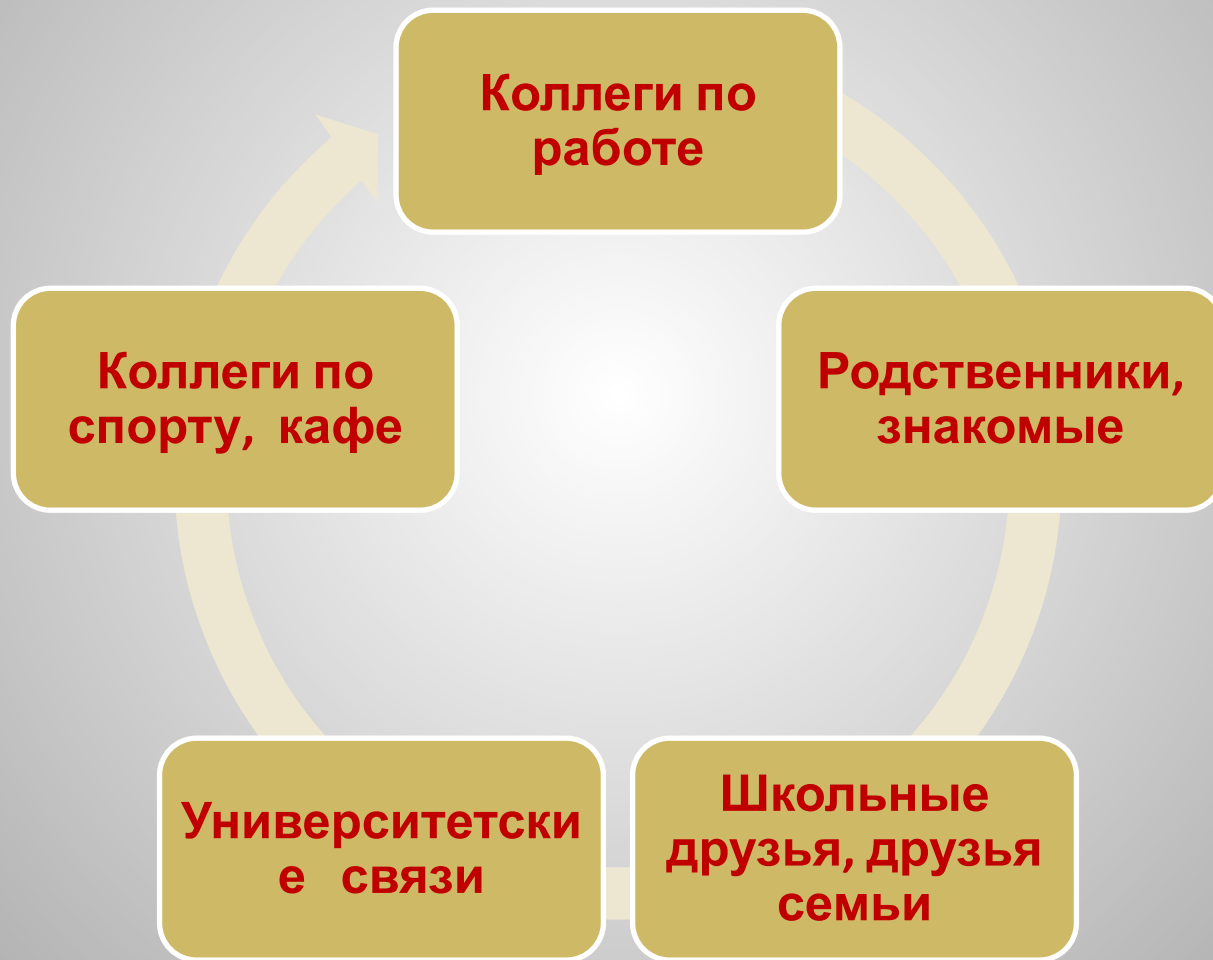 Коллеги по
работе
Коллеги по
спорту, кафе
Родственники,
знакомые
Университетски
е связи
Школьные
друзья, друзья
семьи